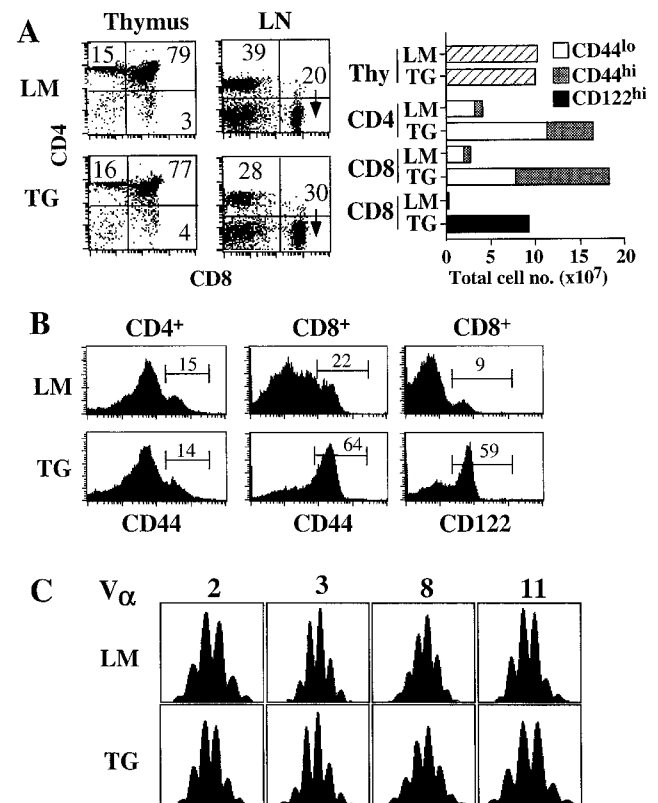 A
Thymus
LN
LM
TG
CD4
CD8
15
79
3
39
20
16
77
4
28
30
Thy
LM
TG
CD4
LM
TG
CD8
LM
TG
CD8
LM
TG
CD44lo
CD44hi
CD122hi
0 5 10 15 20
Total cell no. (x10⁷)
B
CD4+
CD8+
CD8+
LM
15
22
9
TG
14
64
59
CD44
CD44
CD122
C
Vα
2
3
8
11
LM
TG